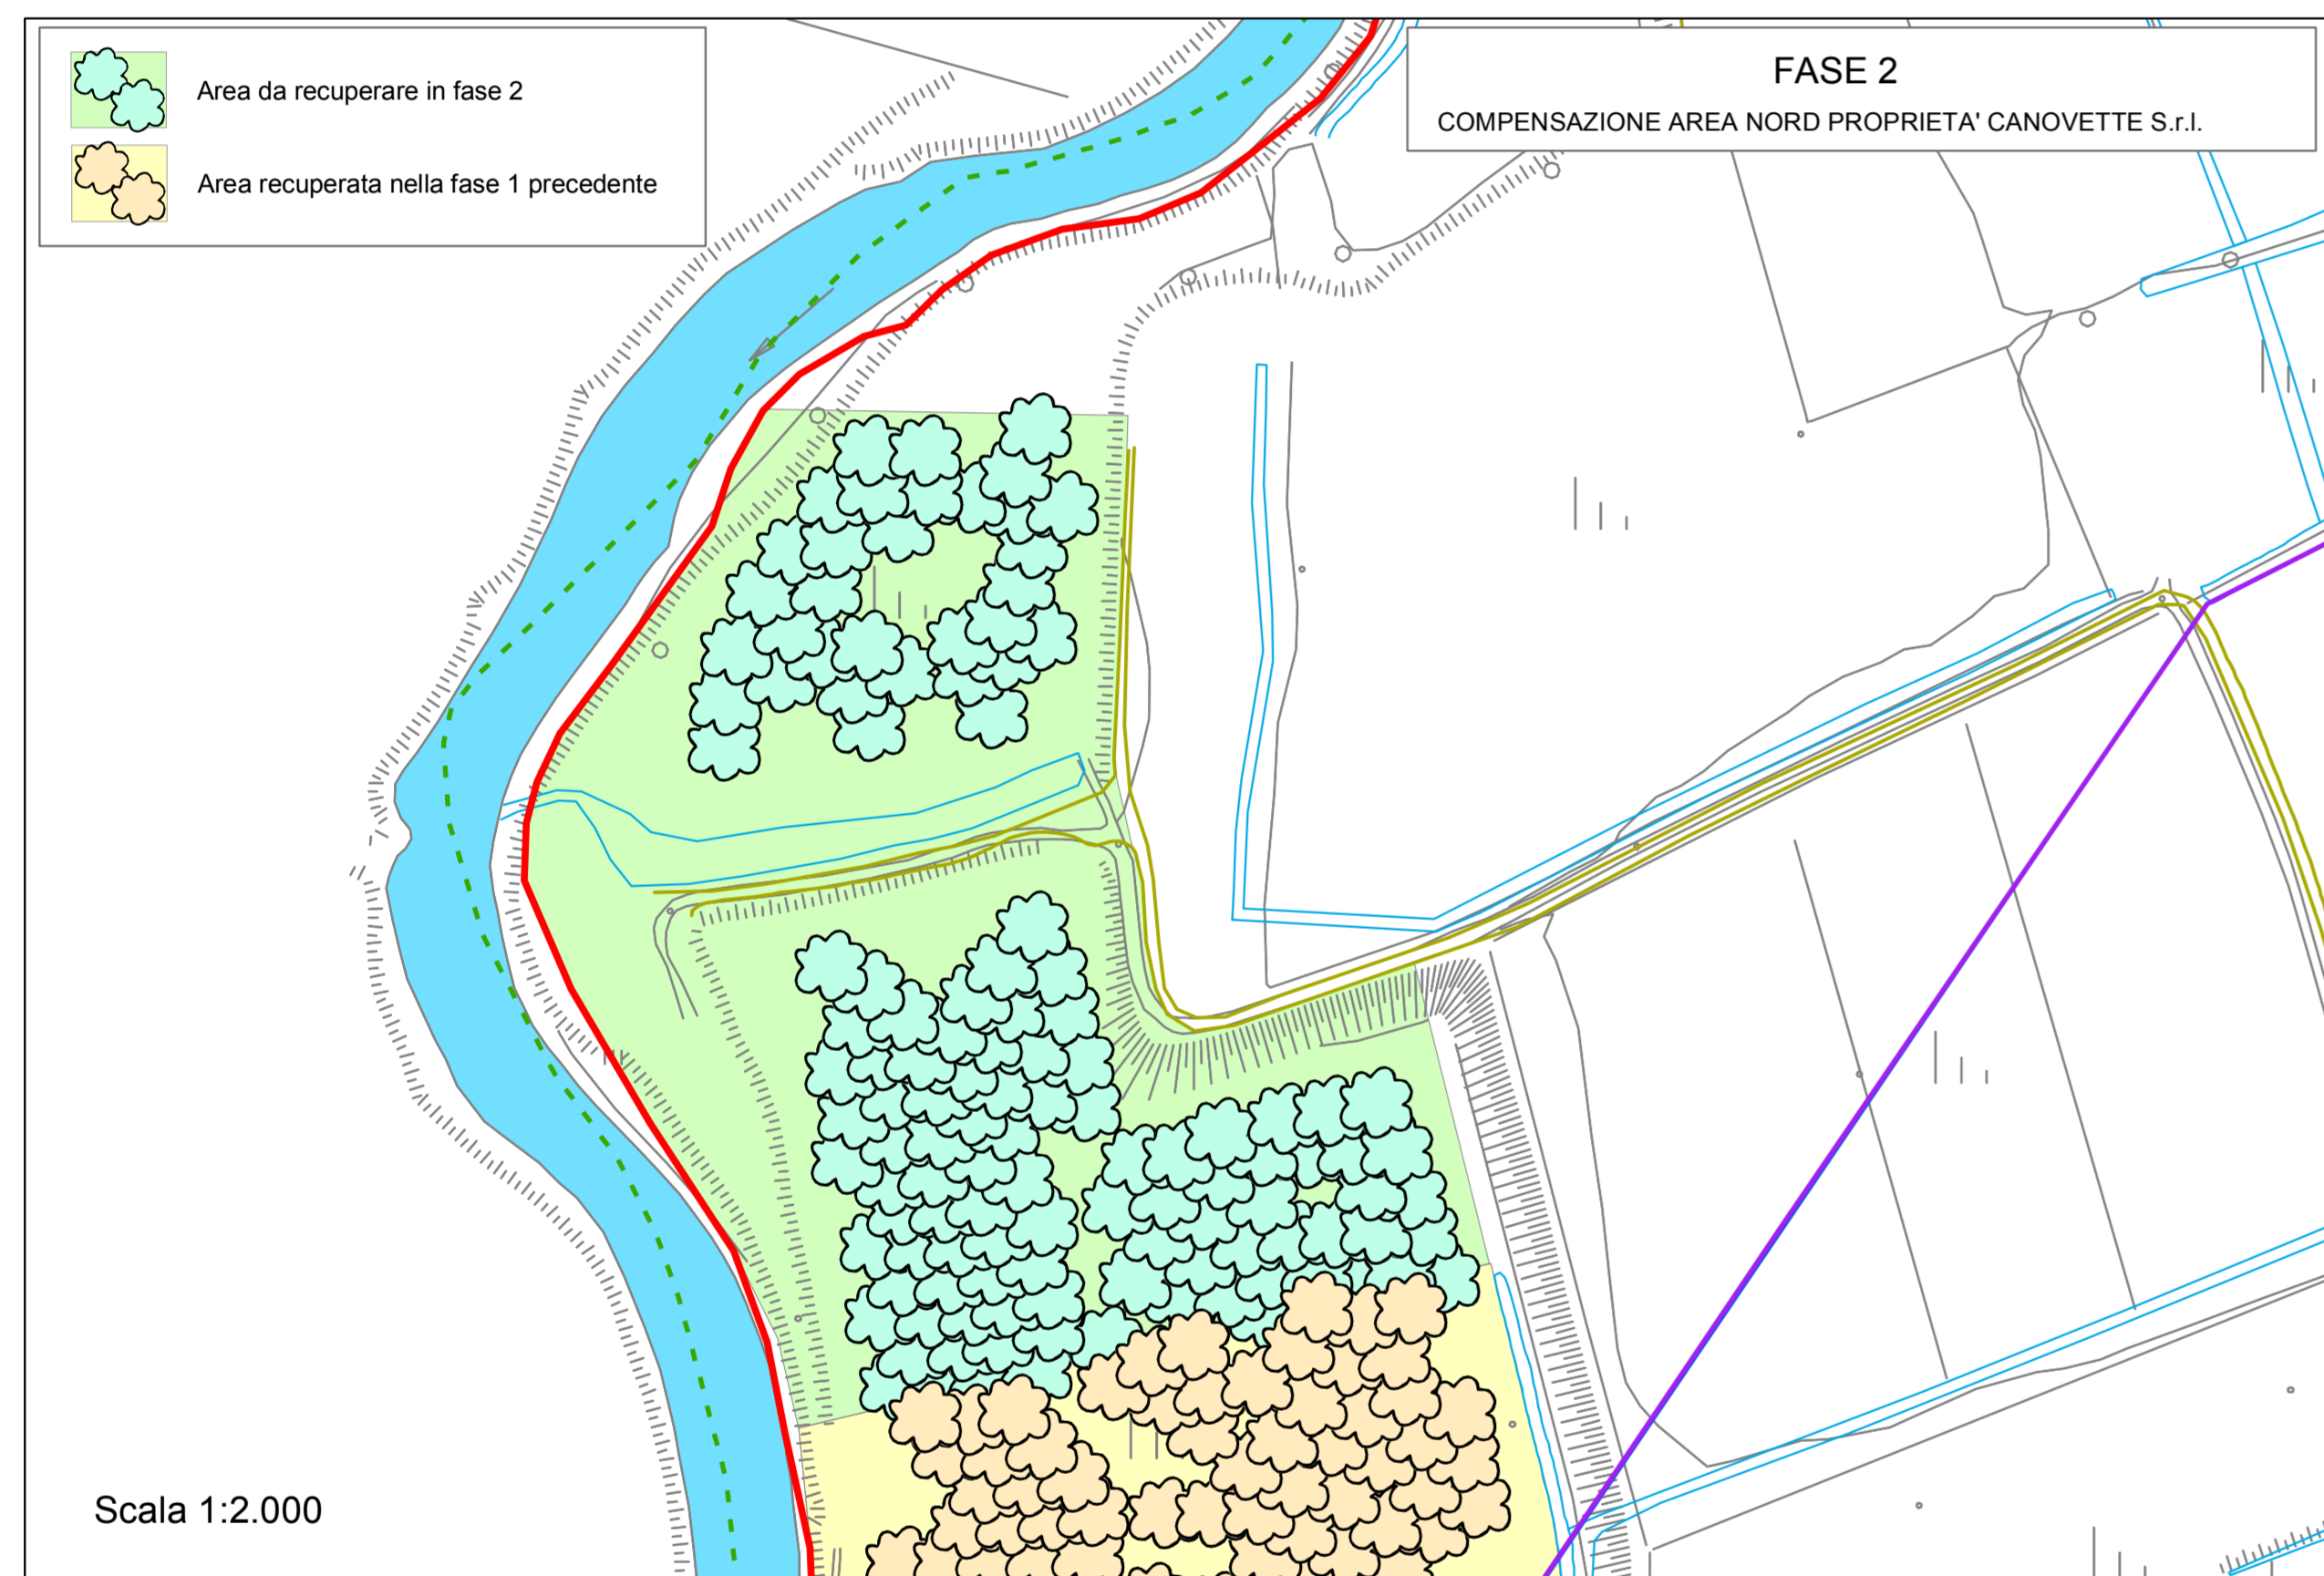 Area da recuperare in fase 2
Area recuperata nella fase 1 precedente
FASE 2
COMPENSAZIONE AREA NORD PROPRIETA' CANOVETTE S.r.l.
Scala 1:2.000